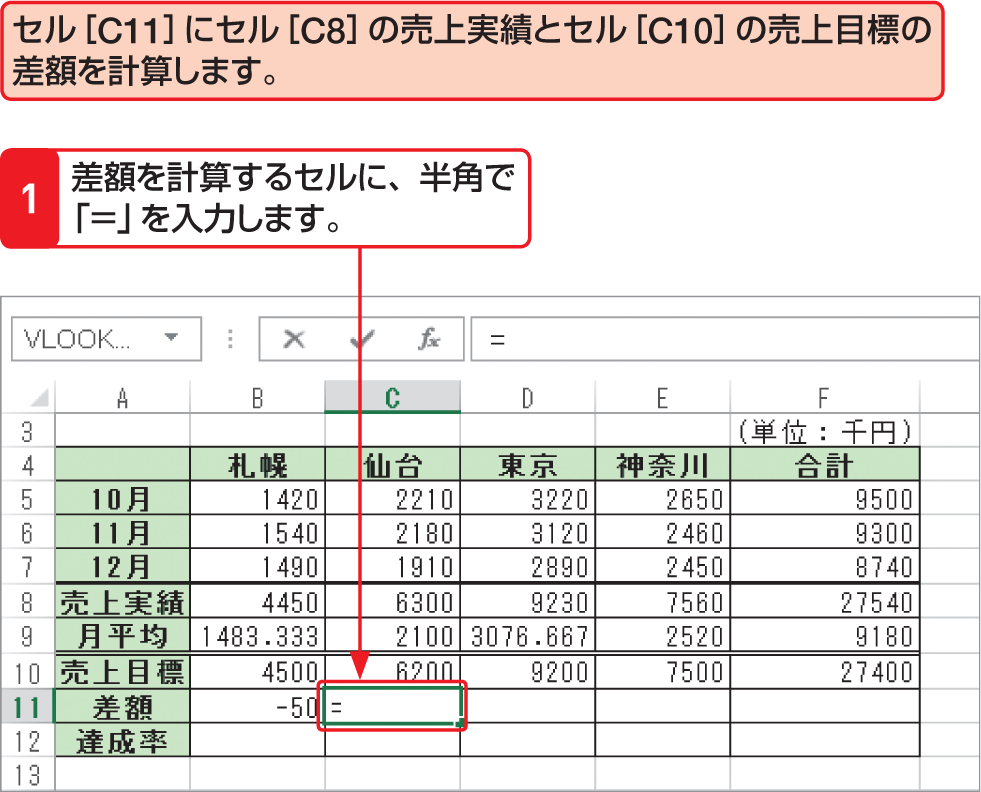 セル[C11]にセル[C8]の売上実績とセル[C10]の売上目標の
差額を計算します。
1
差額を計算するセルに、半角で
「＝」を入力します。
VLOOK... fx =
A B C D E F
3 (単位：千円)
4 札幌 仙台 東京 神奈川 合計
5 10月 1420 2210 3220 2650 9500
6 11月 1540 2180 3120 2460 9300
7 12月 1490 1910 2890 2450 8740
8 売上実績 4450 6300 9230 7560 27540
9 月平均 1483.333 2100 3076.667 2520 9180
10 売上目標 4500 6200 9200 7500 27400
11 差額 -50 =
12 達成率
13